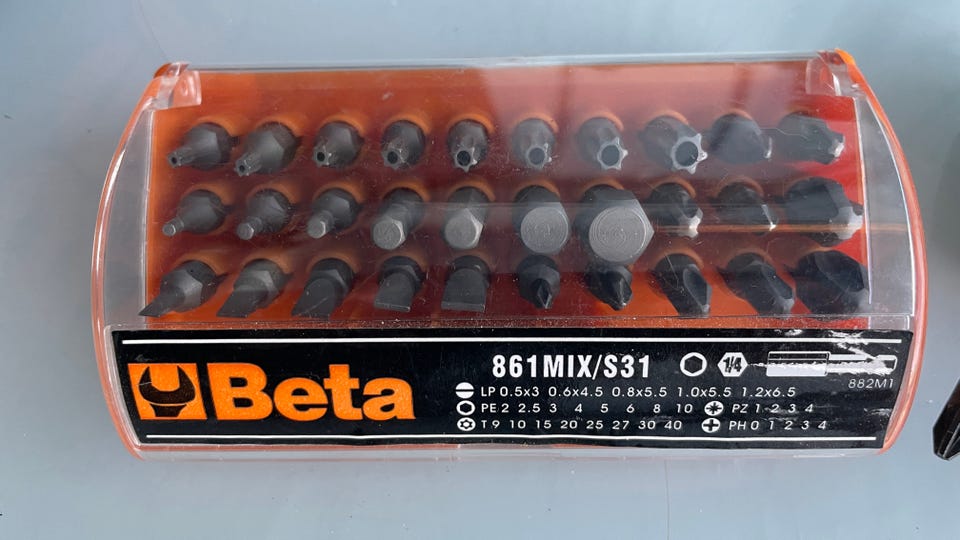 861MIX/S31 1/4
882M1
Beta
LP 0.5x3 0.6x4.5 0.8x5.5 1.0x5.5 1.2x6.5
PE 2 2.5 3 4 5 6 8 10 PZ 1 2 3 4
T 9 10 15 20 25 27 30 40 PH 0 1 2 3 4